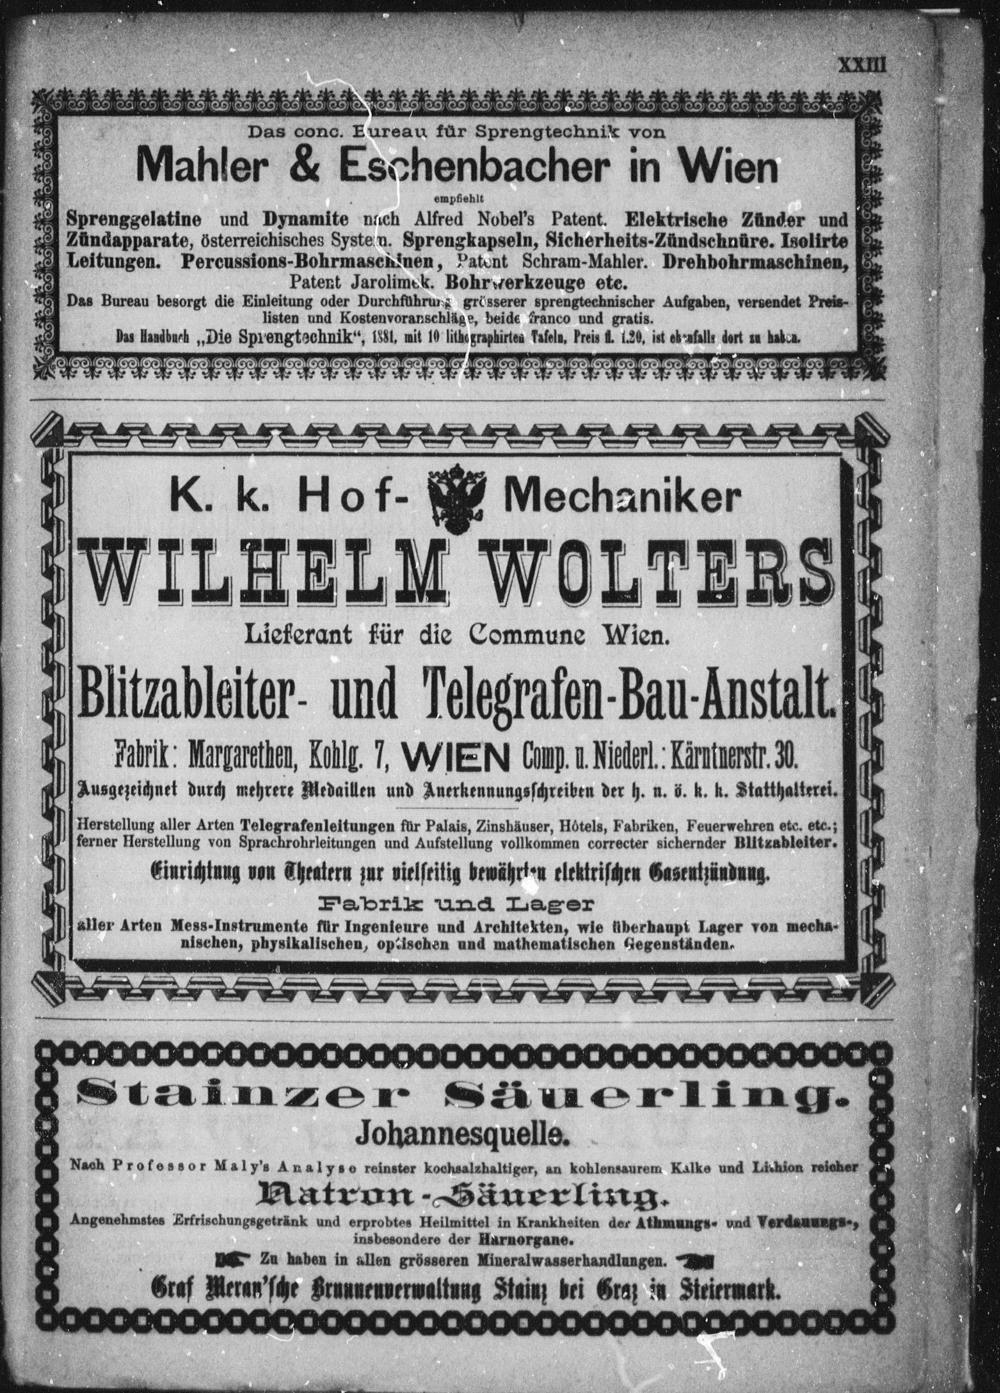 XXIII
Das conc. Bureau für Sprengtechnik von
Mahler & Eschenbacher in Wien
empfiehlt
Sprenggelatine und Dynamite nach Alfred Nobel's Patent. Elektrische Zünder und
Zündapparate, österreichisches System. Sprengkapseln, Sicherheits-Zündschnüre. Isolirte
Leitungen. Percussions-Bohrmaschinen, Patent Schram-Mahler. Drehbohrmaschinen,
Patent Jarolimek. Bohrwerkzeuge etc.
Das Bureau besorgt die Einleitung oder Durchführung grösserer sprengtechnischer Aufgaben, versendet Preis-
listen und Kostenvoranschläge, beide franco und gratis.
Das Handbuch „Die Sprengtechnik“, 1881, mit 10 lithographirten Tafeln, Preis fl. 1.20, ist ebenfalls dort zu haben.
K. k. Hof- Mechaniker
WILHELM WOLTERS
Lieferant für die Commune Wien.
Blitzableiter- und Telegrafen-Bau-Anstalt.
Fabrik: Margarethen, Kohlg. 7, WIEN Comp. u. Niederl.: Kärntnerstr. 30.
Ausgezeichnet durch mehrere Medaillen und Anerkennungsschreiben der h. n. ö. k. k. Statthalterei.
Herstellung aller Arten Telegrafenleitungen für Palais, Zinshäuser, Hôtels, Fabriken, Feuerwehren etc. etc.;
ferner Herstellung von Sprachrohrleitungen und Aufstellung vollkommen correcter sichernder Blitzableiter.
Einrichtung von Theatern zur vielseitig bewährten elektrischen Gasentzündung.
Fabrik und Lager
aller Arten Mess-Instrumente für Ingenieure und Architekten, wie überhaupt Lager von mecha-
nischen, physikalischen, optischen und mathematischen Gegenständen.
Stainzer Säuerling.
Johannesquelle.
Nach Professor Maly's Analyse reinster kochsalzhaltiger, an kohlensaurem Kalke und Lithion reicher
Natron-Säuerling.
Angenehmstes Erfrischungsgetränk und erprobtes Heilmittel in Krankheiten der Athmungs- und Verdauungs-,
insbesondere der Harnorgane.
Zu haben in allen grösseren Mineralwasserhandlungen.
Graf Meran'sche Brunnenverwaltung Stainz bei Graz in Steiermark.